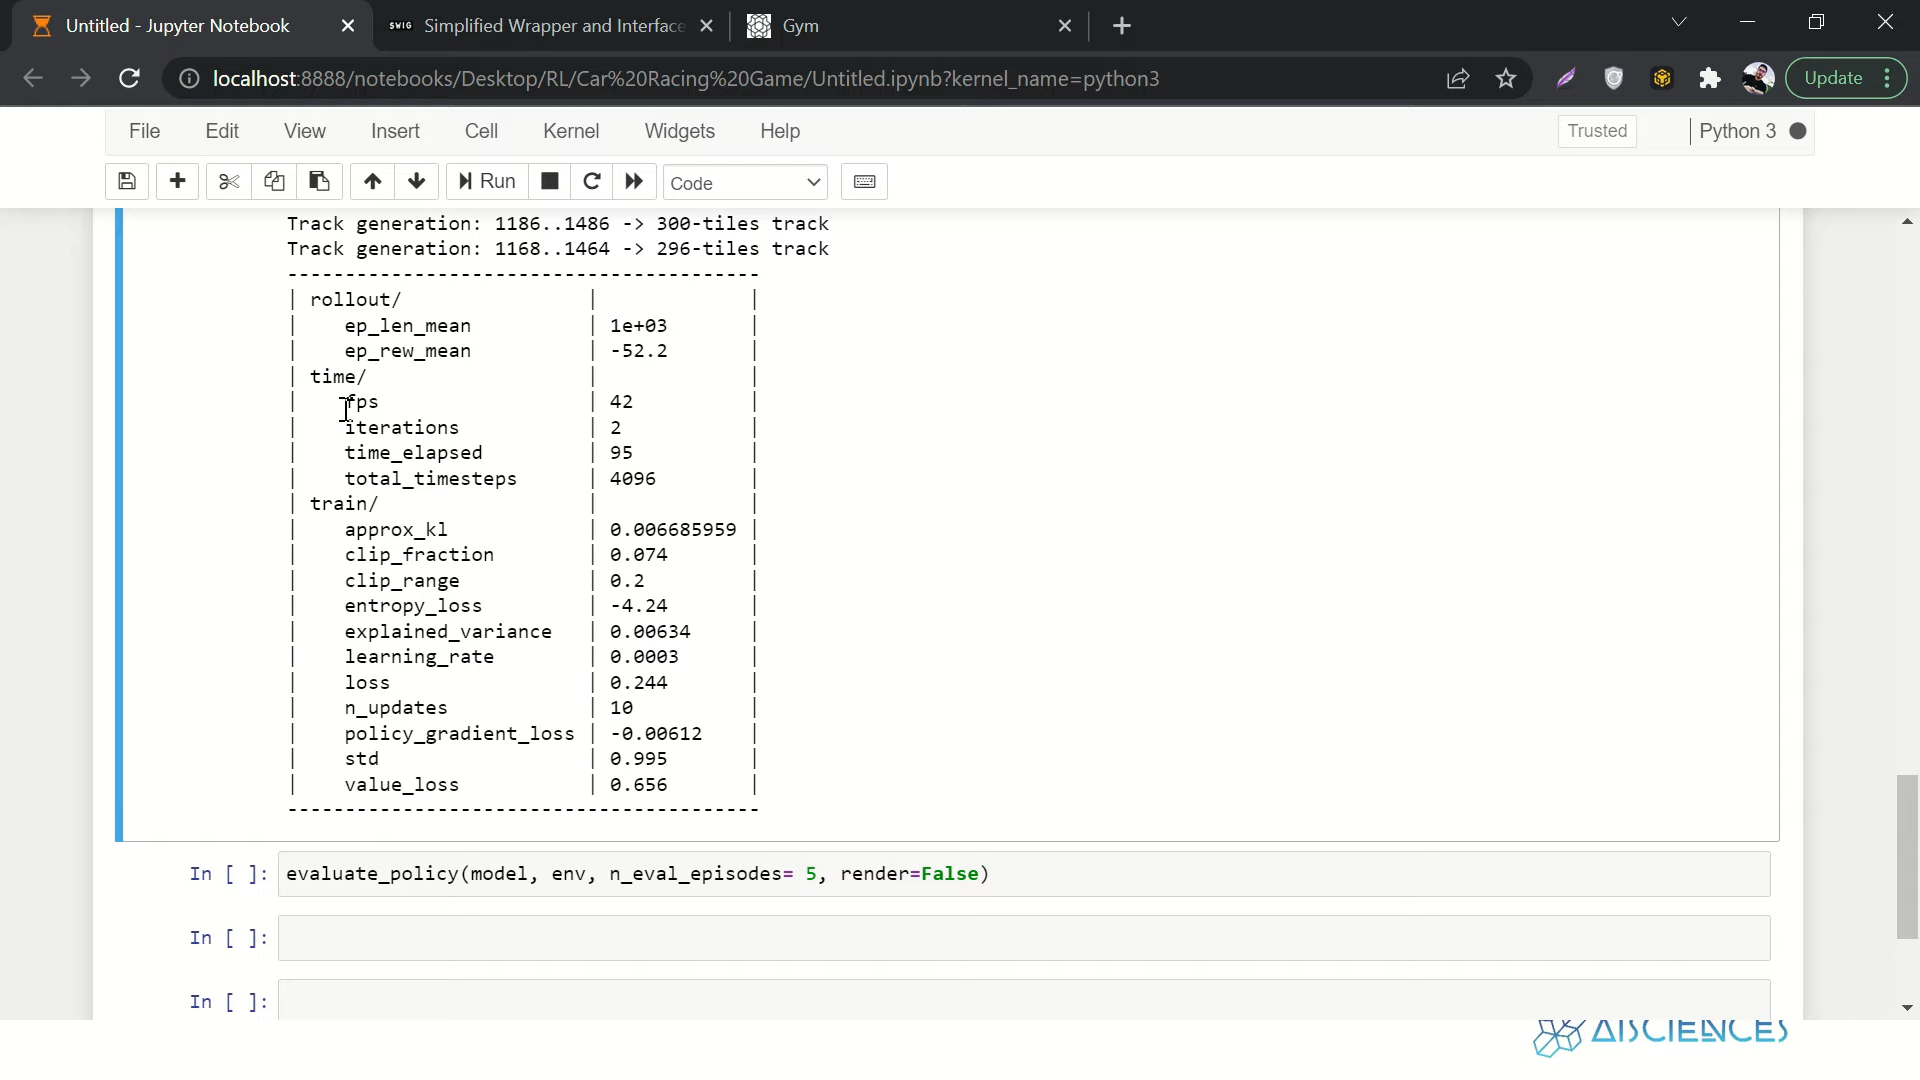 Untitled - Jupyter Notebook
SWIG Simplified Wrapper and Interface
Gym
localhost:8888/notebooks/Desktop/RL/Car%20Racing%20Game/Untitled.ipynb?kernel_name=python3
Update
File Edit View Insert Cell Kernel Widgets Help
Trusted
Python 3
Run
Code
Track generation: 1186..1486 -> 300-tiles track
Track generation: 1168..1464 -> 296-tiles track
-----------------------------------------
| rollout/ | |
| ep_len_mean | 1e+03 |
| ep_rew_mean | -52.2 |
| time/ | |
| fps | 42 |
| iterations | 2 |
| time_elapsed | 95 |
| total_timesteps | 4096 |
| train/ | |
| approx_kl | 0.006685959 |
| clip_fraction | 0.074 |
| clip_range | 0.2 |
| entropy_loss | -4.24 |
| explained_variance | 0.00634 |
| learning_rate | 0.0003 |
| loss | 0.244 |
| n_updates | 10 |
| policy_gradient_loss | -0.00612 |
| std | 0.995 |
| value_loss | 0.656 |
-----------------------------------------
In [ ]: evaluate_policy(model, env, n_eval_episodes= 5, render=False)
In [ ]:
In [ ]:
AISCIENCES